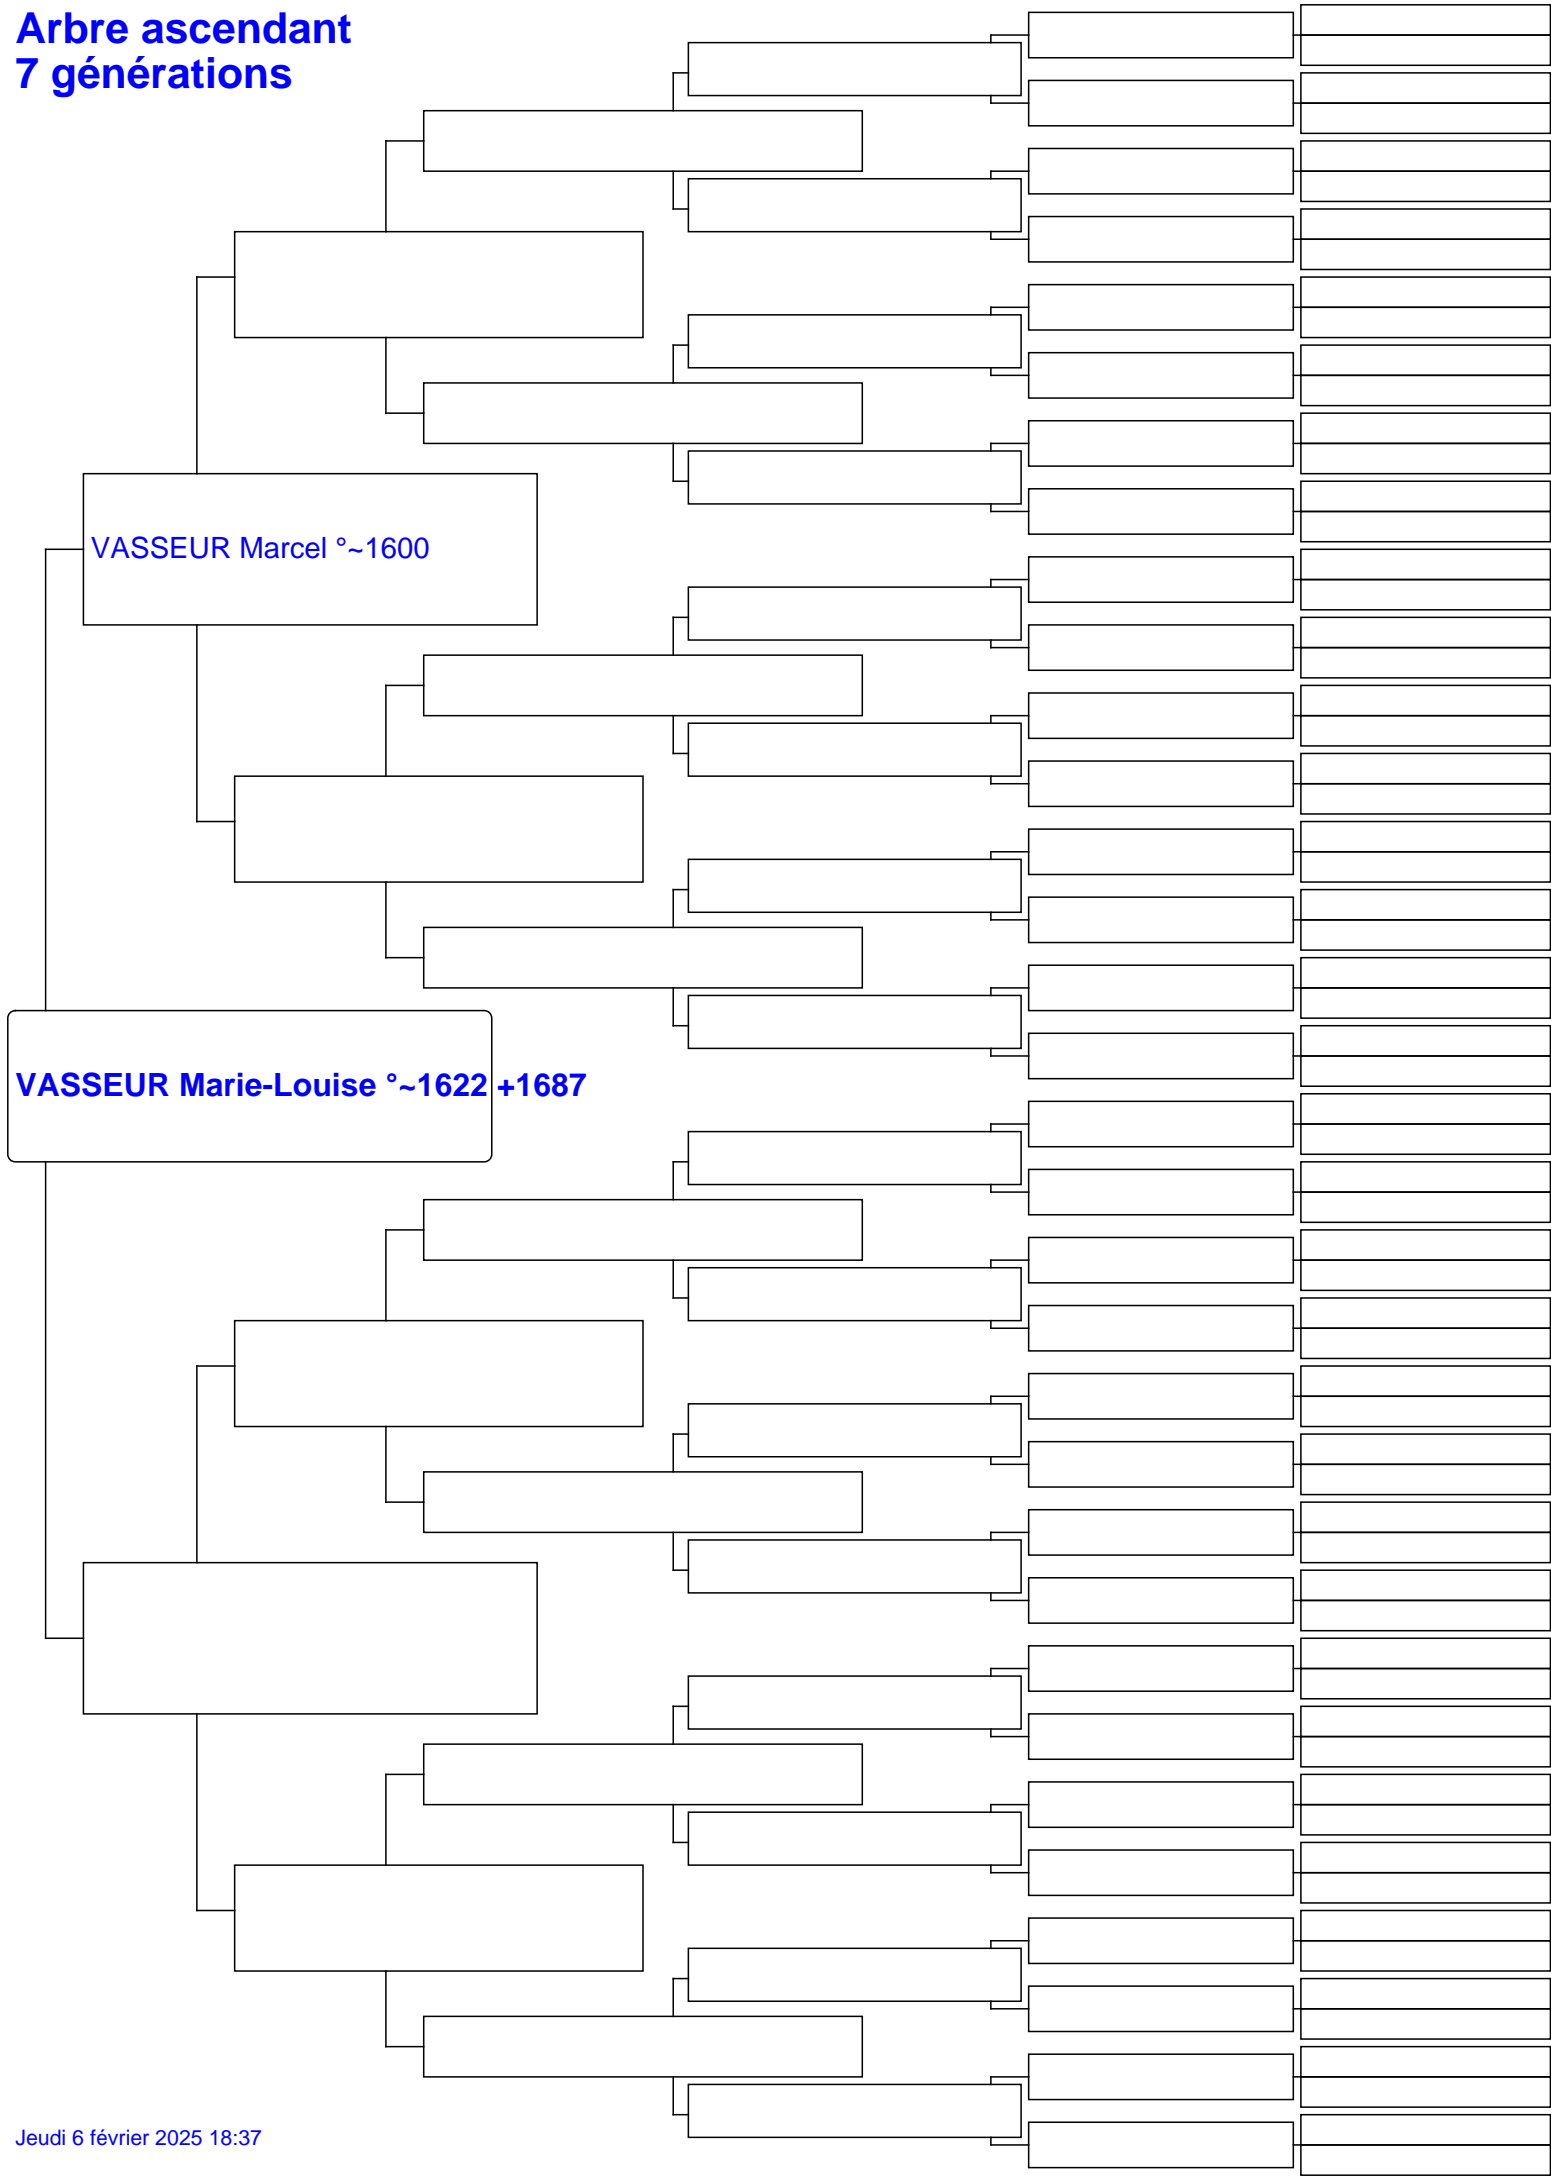 Arbre ascendant
7 générations
VASSEUR Marcel °~1600
VASSEUR Marie-Louise °~1622 +1687
Jeudi 6 février 2025 18:37